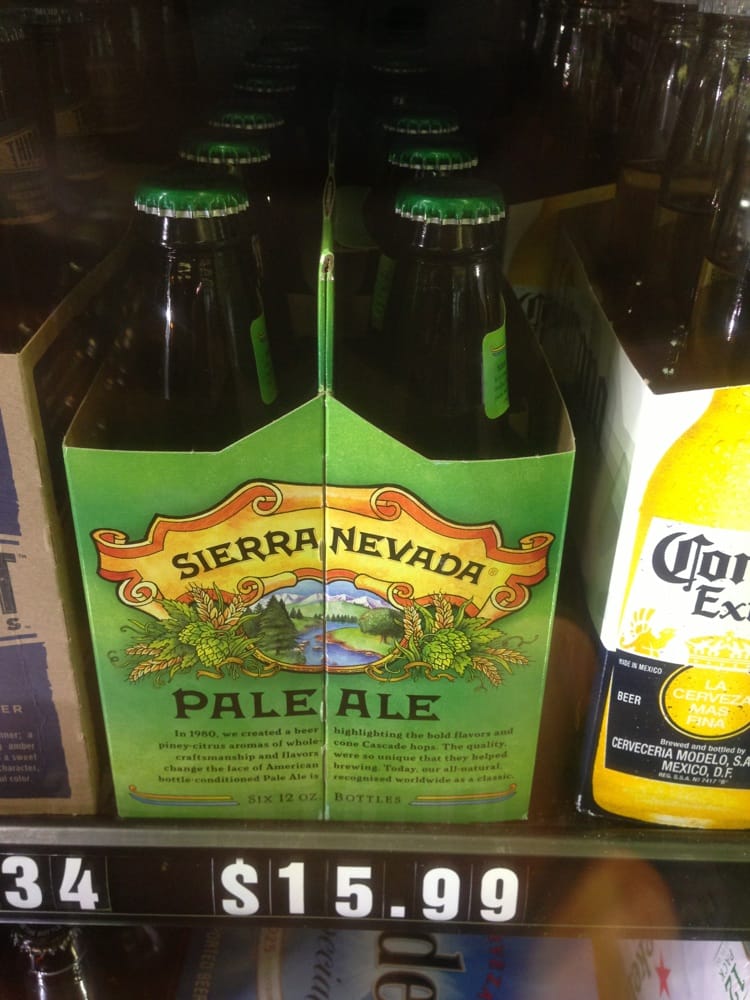 SIERRA NEVADA®
PALE ALE
In 1980, we created a beer highlighting the bold flavors and
piney-citrus aromas of whole-cone Cascade hops. The quality,
craftsmanship and flavors were so unique that they helped
change the face of American brewing. Today, our all-natural,
bottle-conditioned Pale Ale is recognised worldwide as a classic.
SIX 12 OZ. BOTTLES
Cor
Ex
MADE IN MEXICO
BEER
LA
CERVEZA
MAS
FINA
Brewed and bottled by
CERVECERIA MODELO, S.A.
MEXICO, D.F.
34
$15.99
de